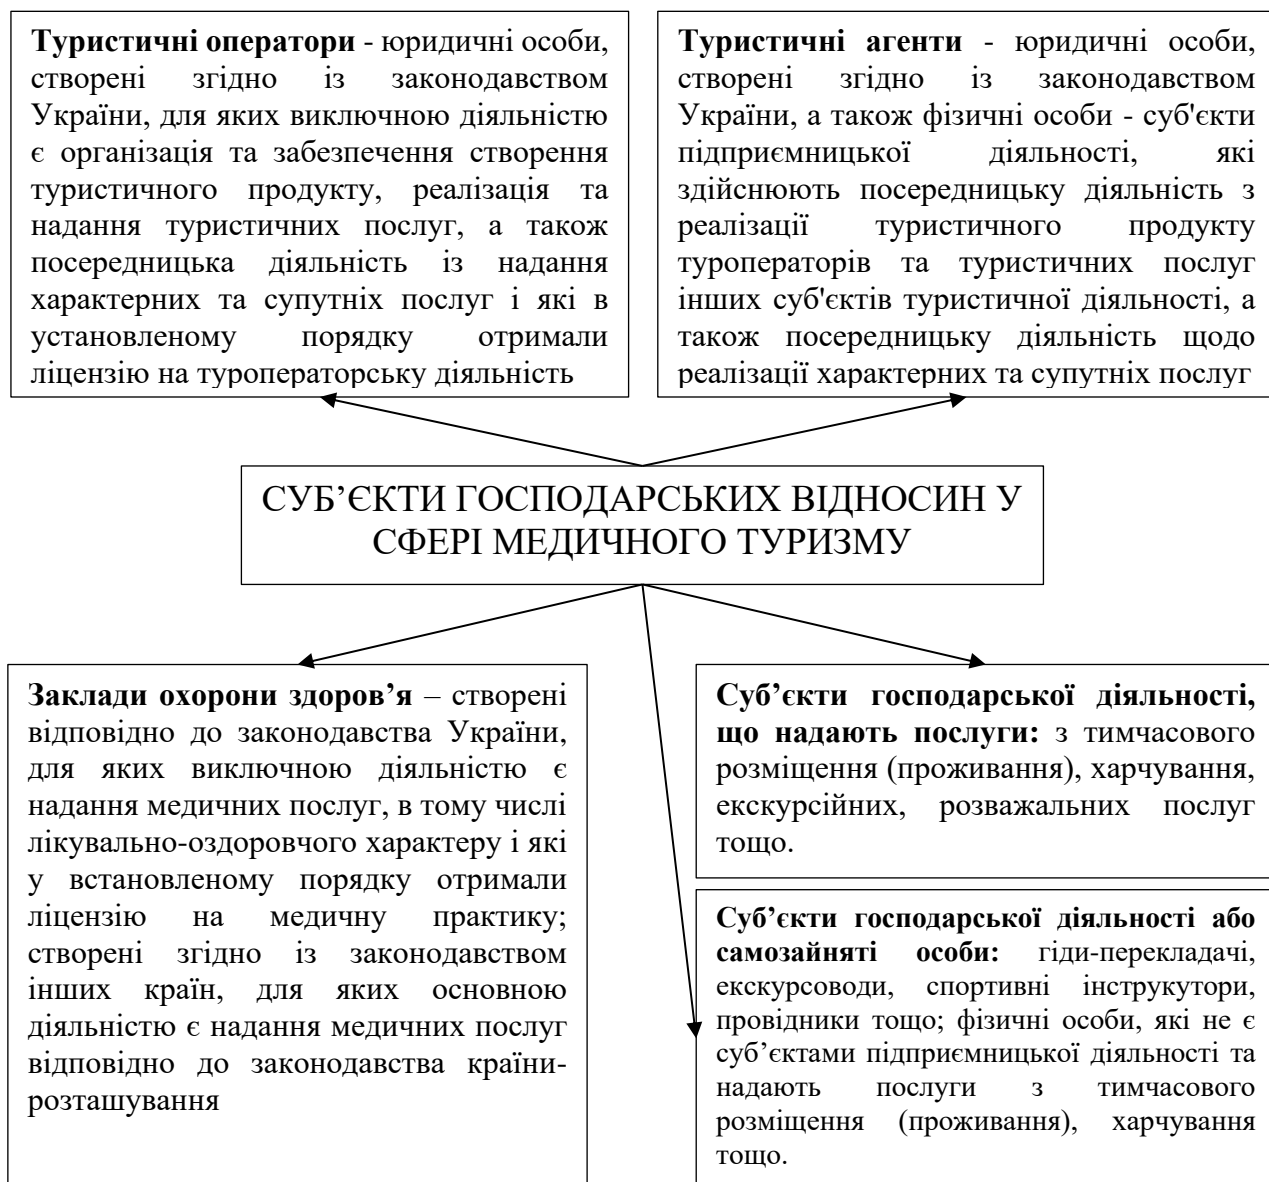 Туристичні оператори - юридичні особи,
створені згідно із законодавством
України, для яких виключною діяльністю
є організація та забезпечення створення
туристичного продукту, реалізація та
надання туристичних послуг, а також
посередницька діяльність із надання
характерних та супутніх послуг і які в
установленому порядку отримали
ліцензію на туроператорську діяльність
Туристичні агенти - юридичні особи,
створені згідно із законодавством
України, а також фізичні особи - суб'єкти
підприємницької діяльності, які
здійснюють посередницьку діяльність з
реалізації туристичного продукту
туроператорів та туристичних послуг
інших суб'єктів туристичної діяльності, а
також посередницьку діяльність щодо
реалізації характерних та супутніх послуг
СУБ’ЄКТИ ГОСПОДАРСЬКИХ ВІДНОСИН У
СФЕРІ МЕДИЧНОГО ТУРИЗМУ
Заклади охорони здоров’я – створені
відповідно до законодавства України,
для яких виключною діяльністю є
надання медичних послуг, в тому числі
лікувально-оздоровчого характеру і які
у встановленому порядку отримали
ліцензію на медичну практику;
створені згідно із законодавством
інших країн, для яких основною
діяльністю є надання медичних послуг
відповідно до законодавства країни-
розташування
Суб’єкти господарської діяльності,
що надають послуги: з тимчасового
розміщення (проживання), харчування,
екскурсійних, розважальних послуг
тощо.
Суб’єкти господарської діяльності або
самозайняті особи: гіди-перекладачі,
екскурсоводи, спортивні інструкутори,
провідники тощо; фізичні особи, які не є
суб’єктами підприємницької діяльності та
надають послуги з тимчасового
розміщення (проживання), харчування
тощо.